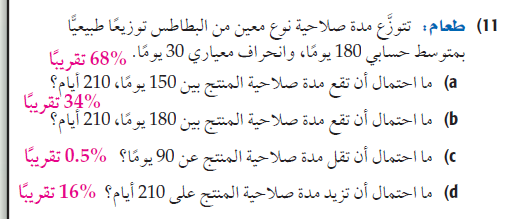 (11 طعام: تتوزَّع مدة صلاحية نوع معين من البطاطس توزيعًا طبيعيًّا
بمتوسط حسابي 180 يومًا، وانحراف معياري 30 يومًا. 68% تقريبًا
(a ما احتمال أن تقع مدة صلاحية المنتج بين 150 يومًا، 210 أيام؟
34% تقريبًا
(b ما احتمال أن تقع مدة صلاحية المنتج بين 180 يومًا، 210 أيام؟
(c ما احتمال أن تقل مدة صلاحية المنتج عن 90 يومًا؟ 0.5% تقريبًا
(d ما احتمال أن تزيد مدة صلاحية المنتج على 210 أيام؟ 16% تقريبًا